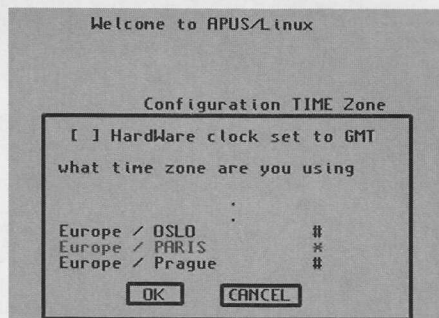 Welcome to APUS/Linux
Configuration TIME Zone
[ ] HardWare clock set to GMT
what time zone are you using
.
.
Europe / OSLO #
Europe / PARIS *
Europe / Prague #
OK CANCEL